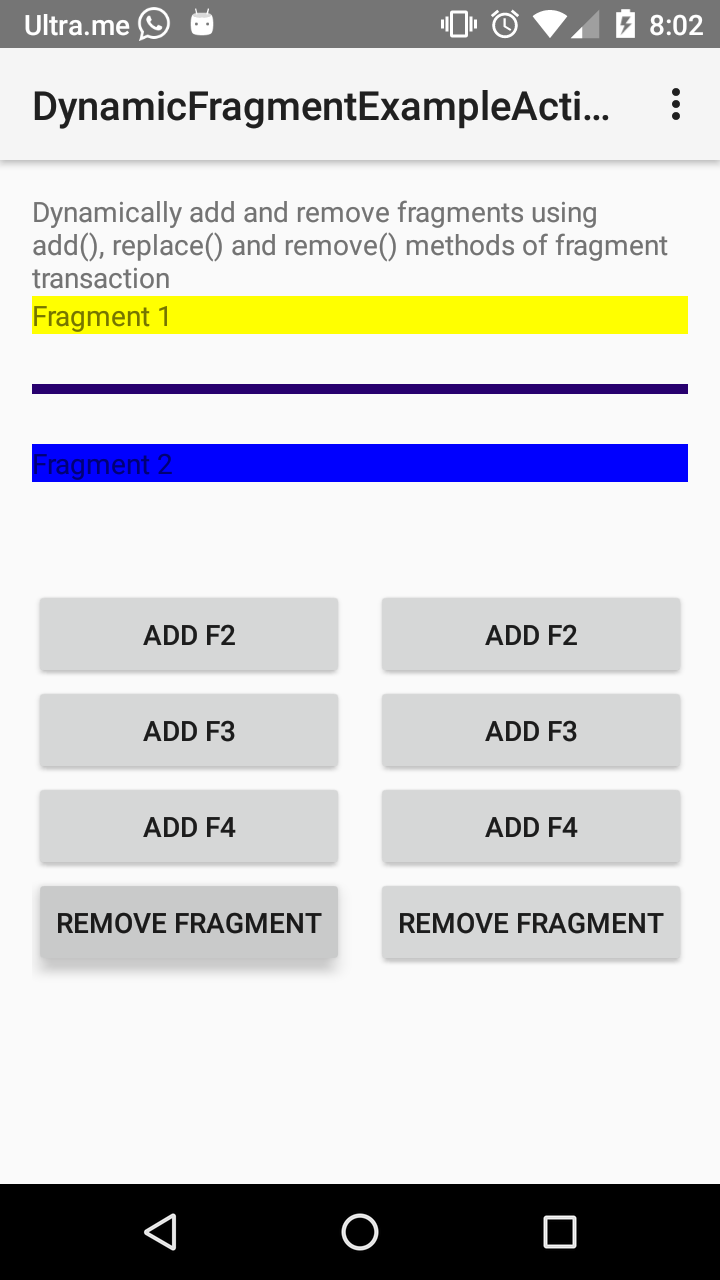 Ultra.me 8:02
DynamicFragmentExampleActi...
Dynamically add and remove fragments using
add(), replace() and remove() methods of fragment
transaction
Fragment 1
Fragment 2
ADD F2 ADD F2
ADD F3 ADD F3
ADD F4 ADD F4
REMOVE FRAGMENT REMOVE FRAGMENT